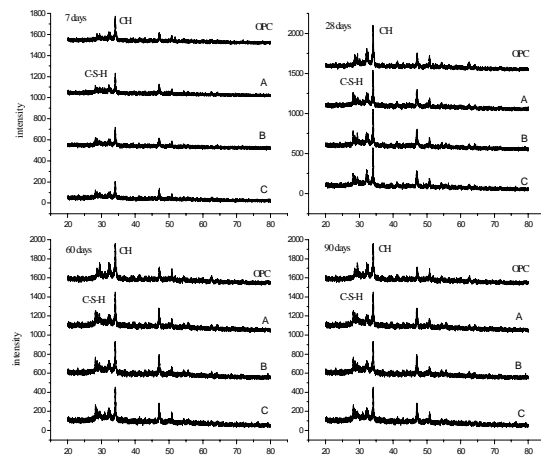 7 days
CH
OPC
C-S-H
A
B
C
intensity
1800
1600
1400
1200
1000
800
600
400
200
0
20 30 40 50 60 70 80
28 days
CH
OPC
C-S-H
A
B
C
2000
1500
1000
500
0
20 30 40 50 60 70 80
60 days
CH
OPC
C-S-H
A
B
C
intensity
2000
1800
1600
1400
1200
1000
800
600
400
200
0
20 30 40 50 60 70 80
90 days
CH
OPC
C-S-H
A
B
C
2000
1800
1600
1400
1200
1000
800
600
400
200
0
20 30 40 50 60 70 80